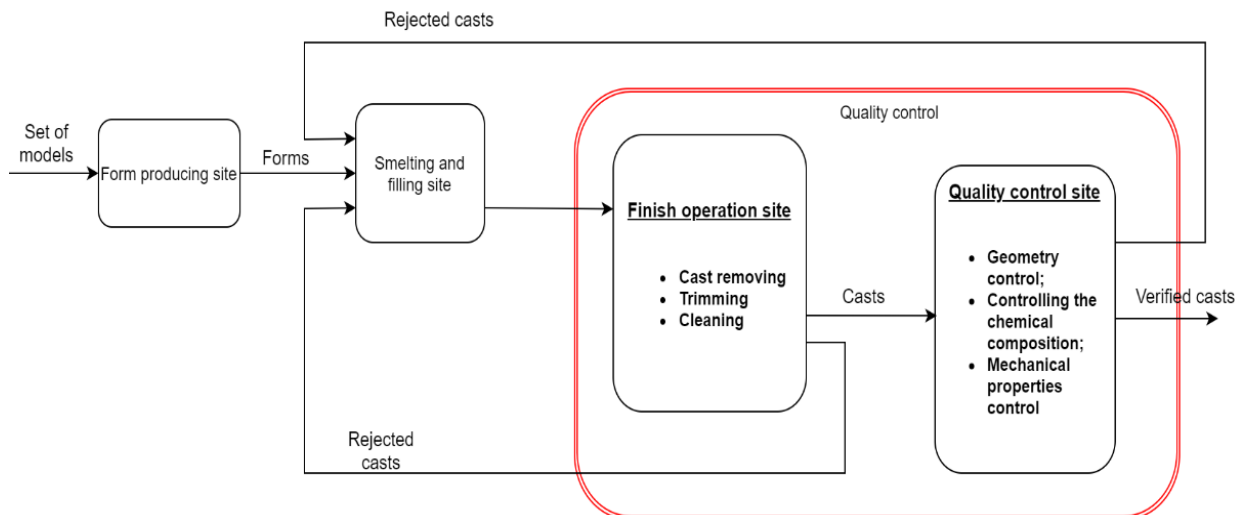 Rejected casts
Quality control
Set of
models
Form producing site
Forms
Smelting and
filling site
Finish operation site
Cast removing
Trimming
Cleaning
Casts
Quality control site
Geometry
control;
Controlling the
chemical
composition;
Mechanical
properties
control
Verified casts
Rejected
casts